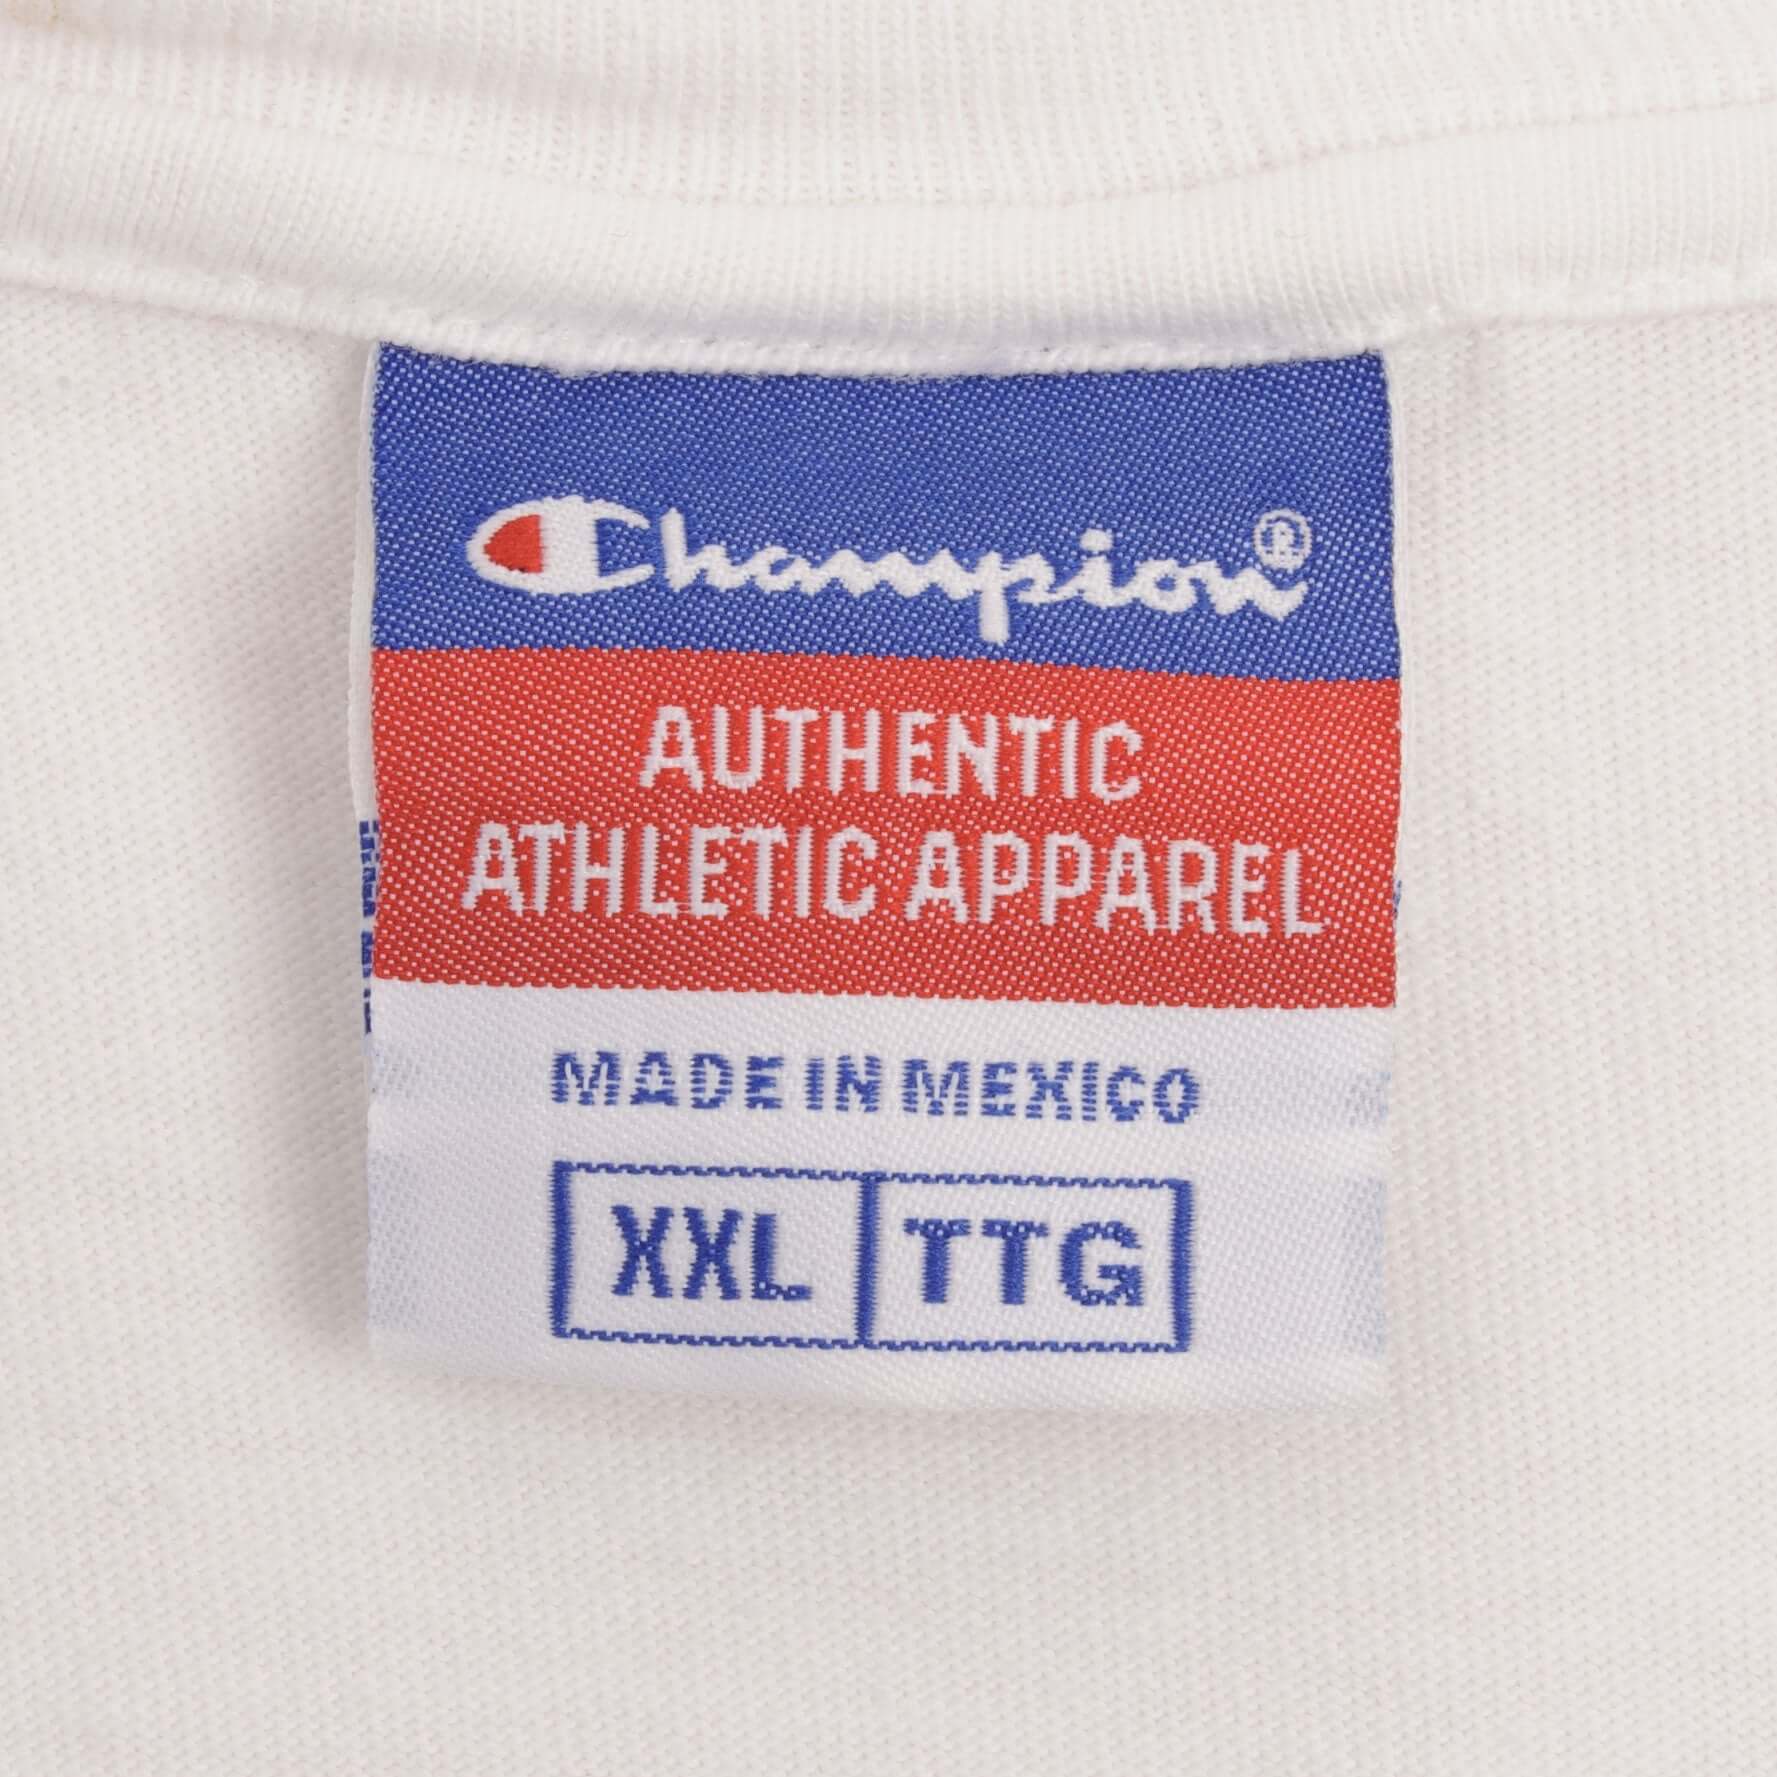 Champion®
AUTHENTIC
ATHLETIC APPAREL
MADE IN MEXICO
XXL TTG